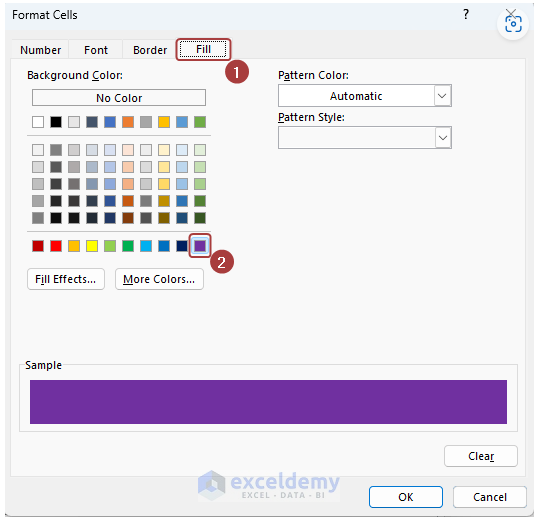 Format Cells
?
Number Font Border Fill
1
Background Color:
No Color
Pattern Color:
Automatic
Pattern Style:
2
Fill Effects...
More Colors...
Sample
Clear
exceldemy
EXCEL - DATA - BI
OK
Cancel